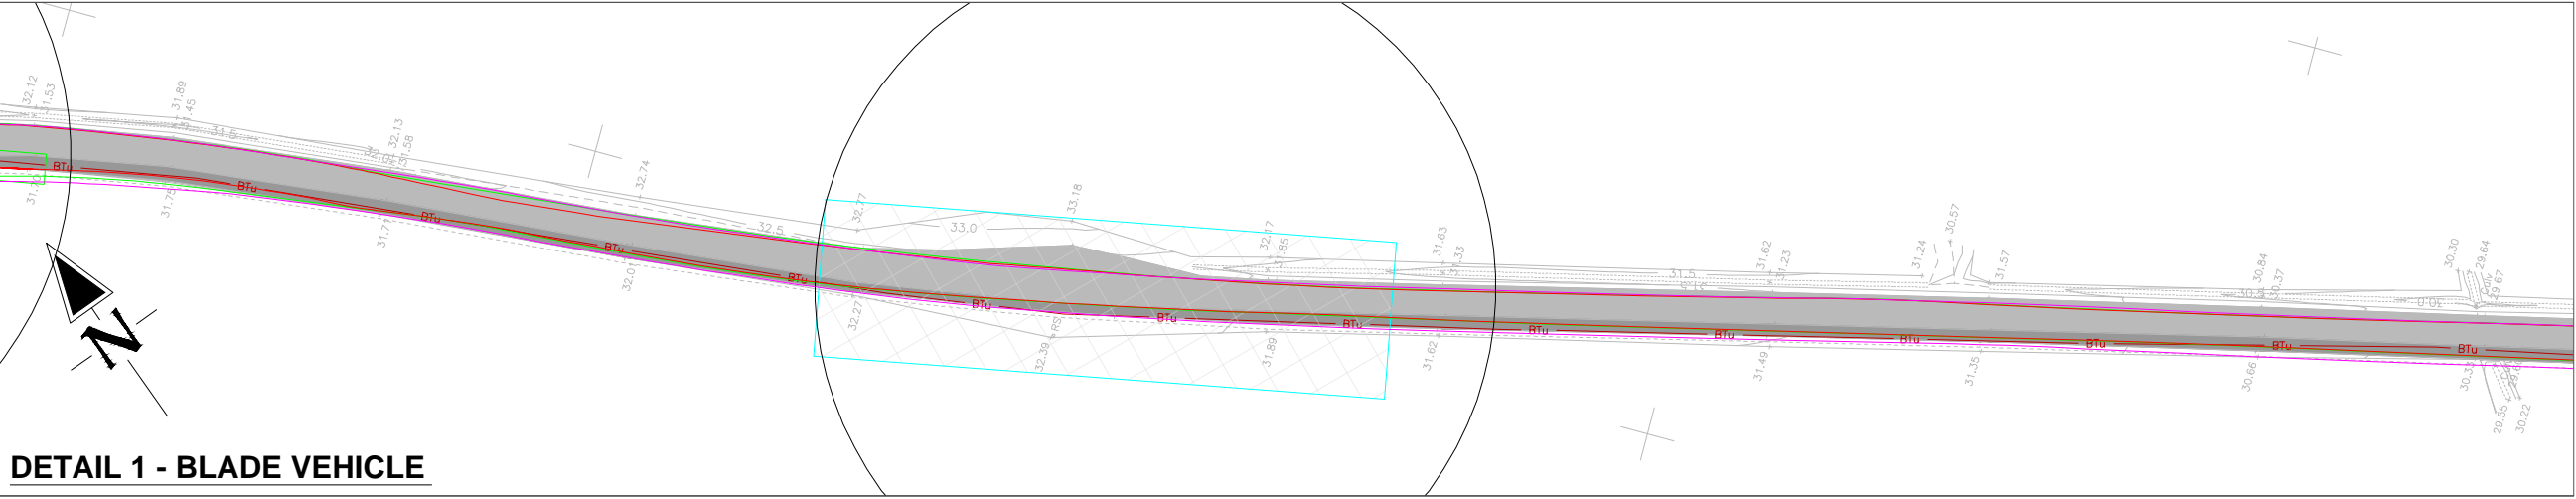 32.12
31.53
31.89
31.45
31.5
32.13
31.58
32.74
32.77
32.5
33.0
33.18
32.17
31.85
31.63
31.33
31.5
31.62
31.23
31.24
30.57
31.57
30.84
30.37
30.30
29.64
29.67
BTu
BTu
BTu
BTu
BTu
BTu
BTu
BTu
BTu
BTu
BTu
BTu
BTu
BTu
31.75
32.01
32.27
32.39
RS
31.89
31.62
31.49
31.35
30.66
29.55
30.22
N
DETAIL 1 - BLADE VEHICLE